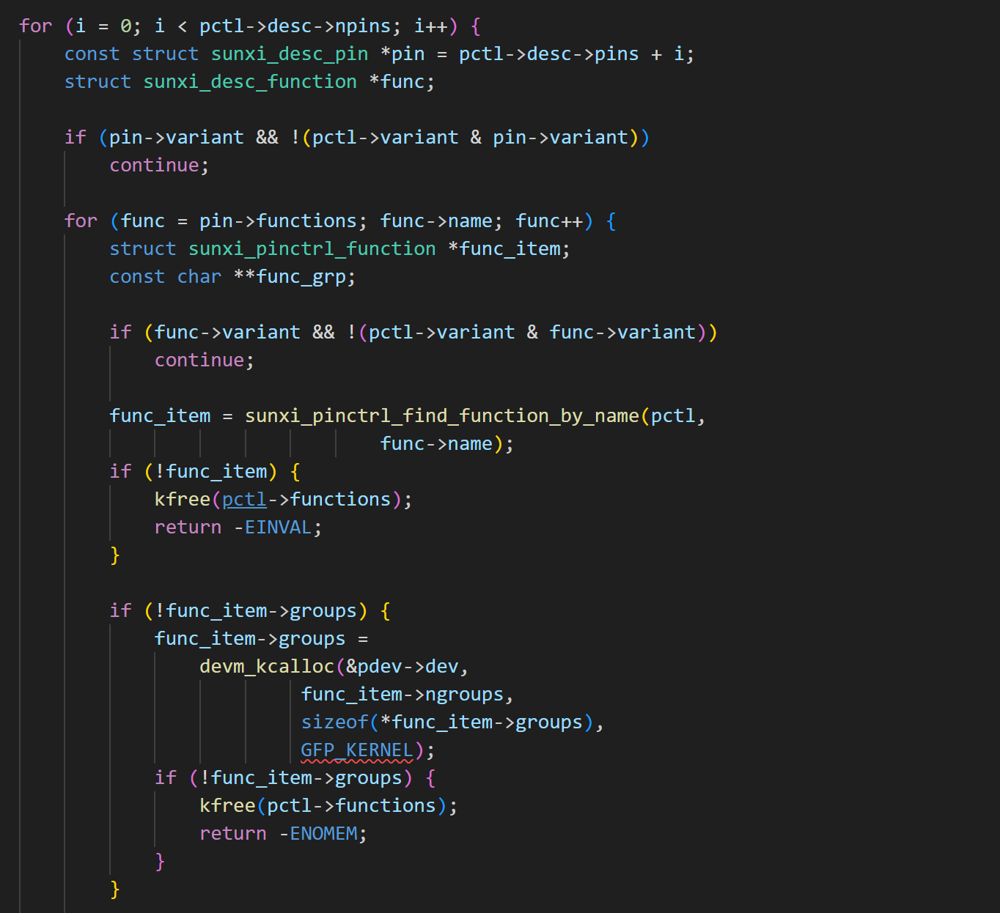 for (i = 0; i < pctl->desc->npins; i++) {
const struct sunxi_desc_pin *pin = pctl->desc->pins + i;
struct sunxi_desc_function *func;
if (pin->variant && !(pctl->variant & pin->variant))
continue;
for (func = pin->functions; func->name; func++) {
struct sunxi_pinctrl_function *func_item;
const char **func_grp;
if (func->variant && !(pctl->variant & func->variant))
continue;
func_item = sunxi_pinctrl_find_function_by_name(pctl,
func->name);
if (!func_item) {
kfree(pctl->functions);
return -EINVAL;
}
if (!func_item->groups) {
func_item->groups =
devm_kcalloc(&pdev->dev,
func_item->ngroups,
sizeof(*func_item->groups),
GFP_KERNEL);
if (!func_item->groups) {
kfree(pctl->functions);
return -ENOMEM;
}
}